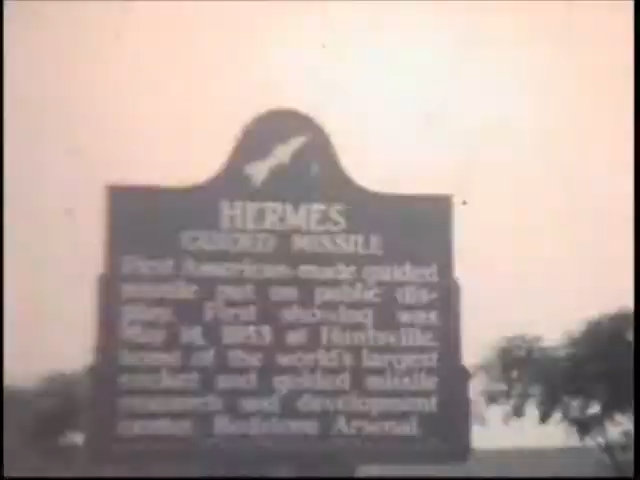 HERMES
GUIDED MISSILE
First American-made guided
missile put on public dis-
play. First showing was
May 14, 1953 at Huntsville,
home of the world's largest
rocket and guided missile
research and development
center, Redstone Arsenal.